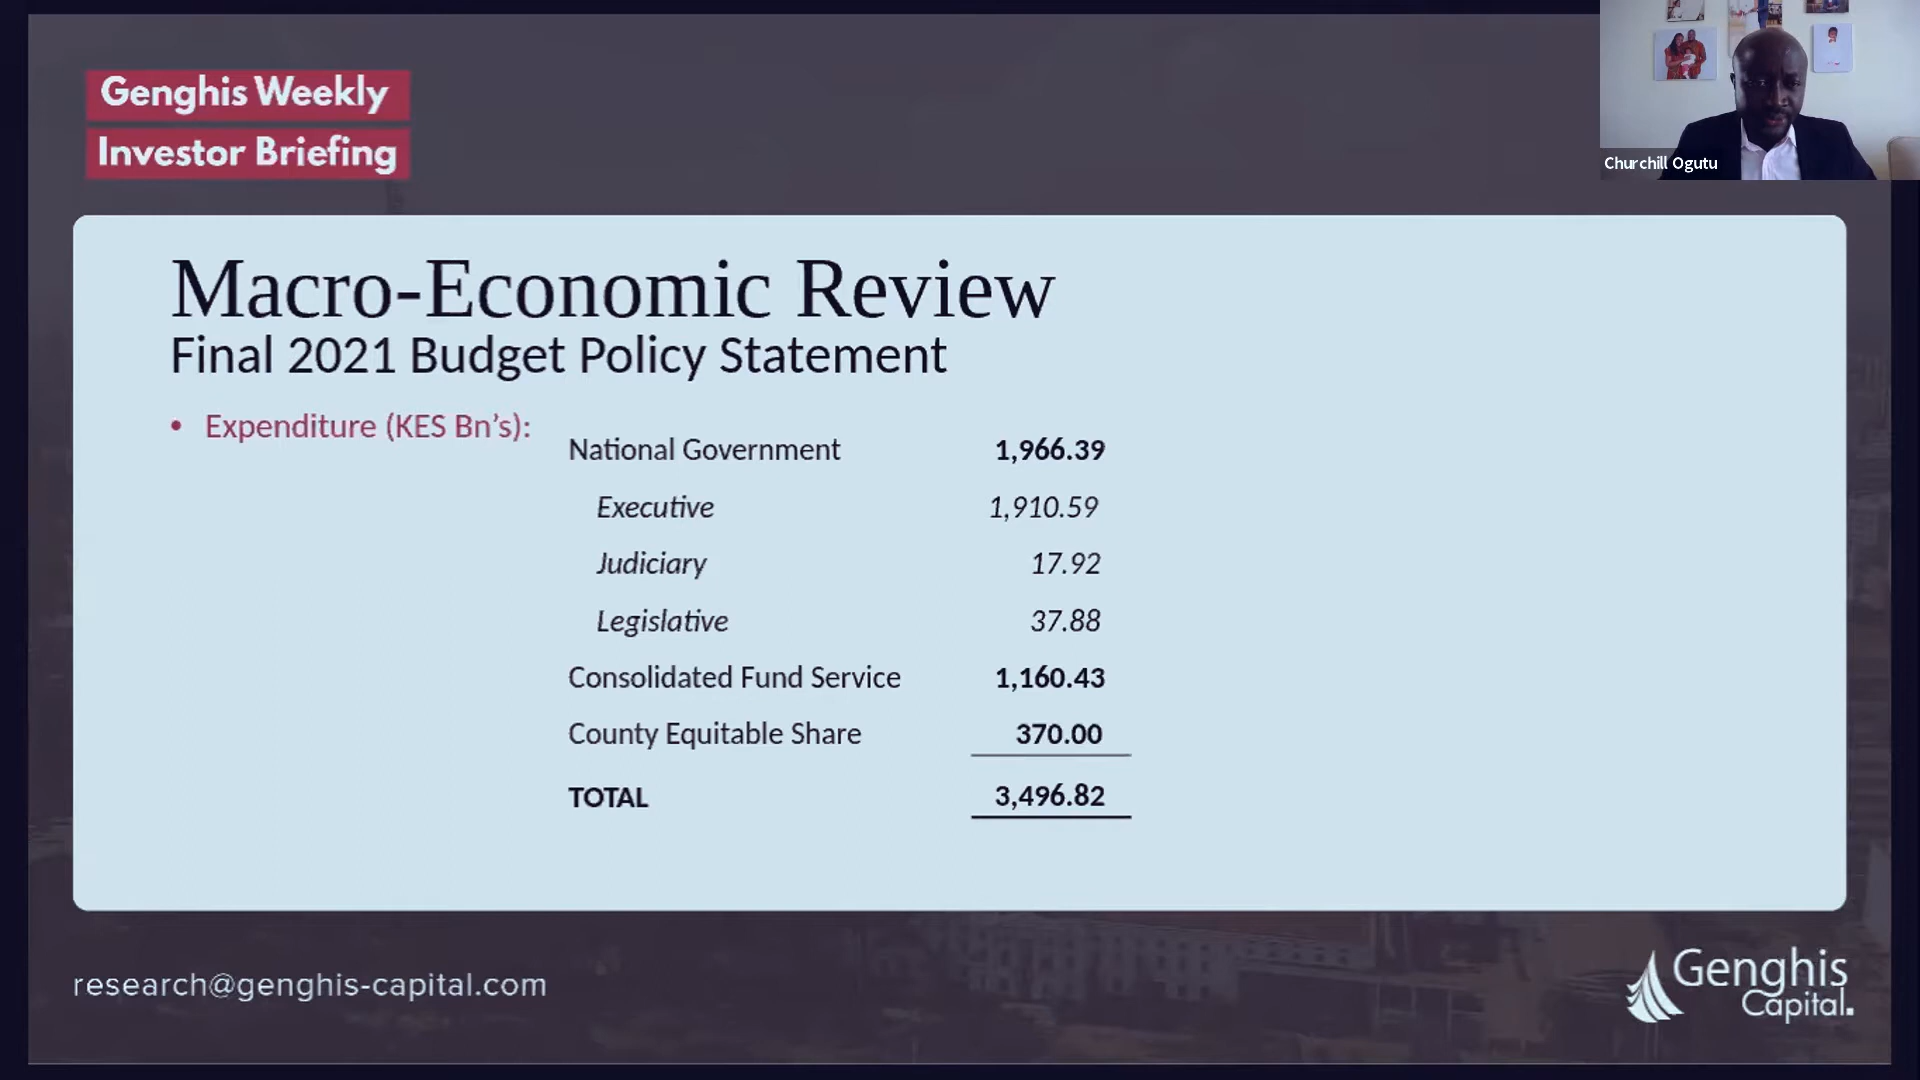 Genghis Weekly
Investor Briefing
Churchill Ogutu
Macro-Economic Review
Final 2021 Budget Policy Statement
• Expenditure (KES Bn’s):
National Government 1,966.39
Executive 1,910.59
Judiciary 17.92
Legislative 37.88
Consolidated Fund Service 1,160.43
County Equitable Share 370.00
TOTAL 3,496.82
research@genghis-capital.com
Genghis
Capital.